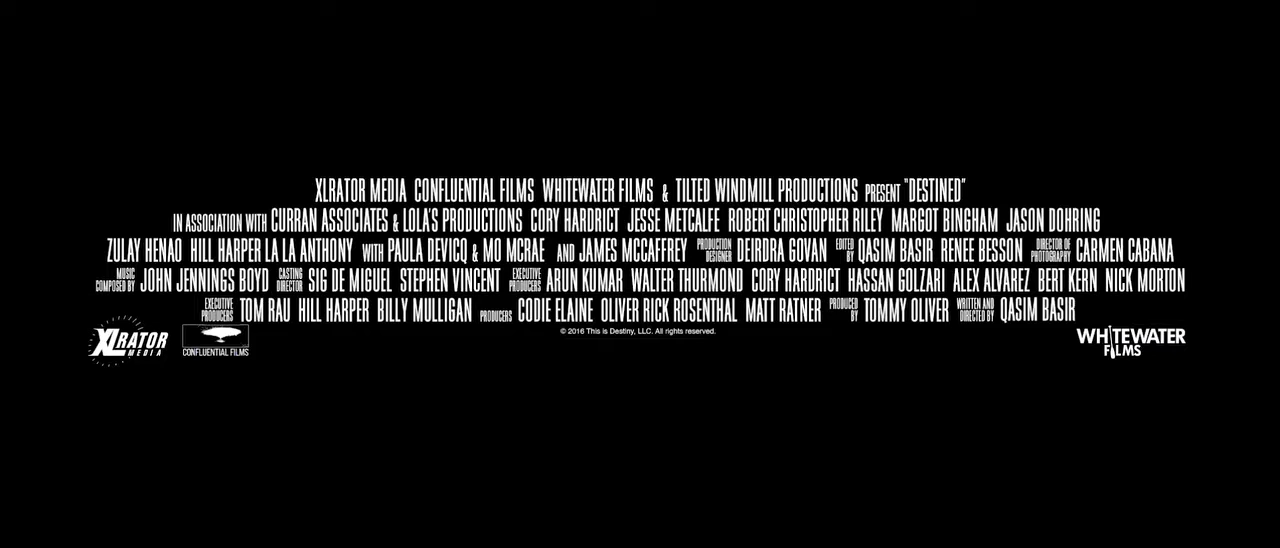 XLRATOR MEDIA CONFLUENTIAL FILMS WHITEWATER FILMS & TILTED WINDMILL PRODUCTIONS PRESENT "DESTINED"
IN ASSOCIATION WITH CURRAN ASSOCIATES & LOLA'S PRODUCTIONS CORY HARDRICT JESSE METCALFE ROBERT CHRISTOPHER RILEY MARGOT BINGHAM JASON DOHRING
ZULAY HENAO HILL HARPER LA LA ANTHONY WITH PAULA DEVICQ & MO MCRAE AND JAMES MCCAFFREY PRODUCTION DESIGNER DEIRDRA GOVAN EDITED BY QASIM BASIR RENEE BESSON DIRECTOR OF PHOTOGRAPHY CARMEN CABANA
MUSIC COMPOSED BY JOHN JENNINGS BOYD CASTING DIRECTOR SIG DE MIGUEL STEPHEN VINCENT EXECUTIVE PRODUCERS ARUN KUMAR WALTER THURMOND CORY HARDRICT HASSAN GOLZARI ALEX ALVAREZ BERT KERN NICK MORTON
EXECUTIVE PRODUCERS TOM RAU HILL HARPER BILLY MULLIGAN PRODUCERS CODIE ELAINE OLIVER RICK ROSENTHAL MATT RATNER PRODUCED BY TOMMY OLIVER WRITTEN AND DIRECTED BY QASIM BASIR
© 2016 This is Destiny, LLC. All rights reserved.
XLRATOR MEDIA
CONFLUENTIAL FILMS
WHITEWATER FILMS